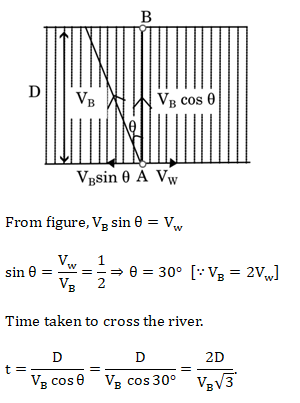 B
D
V_B
V_B cos θ
θ
V_B sin θ A V_W
From figure, V_B sin θ = V_w
sin θ = V_w/V_B = 1/2 ⇒ θ = 30° [∵ V_B = 2V_w]
Time taken to cross the river.
t = D/(V_B cos θ) = D/(V_B cos 30°) = 2D/(V_B√3).